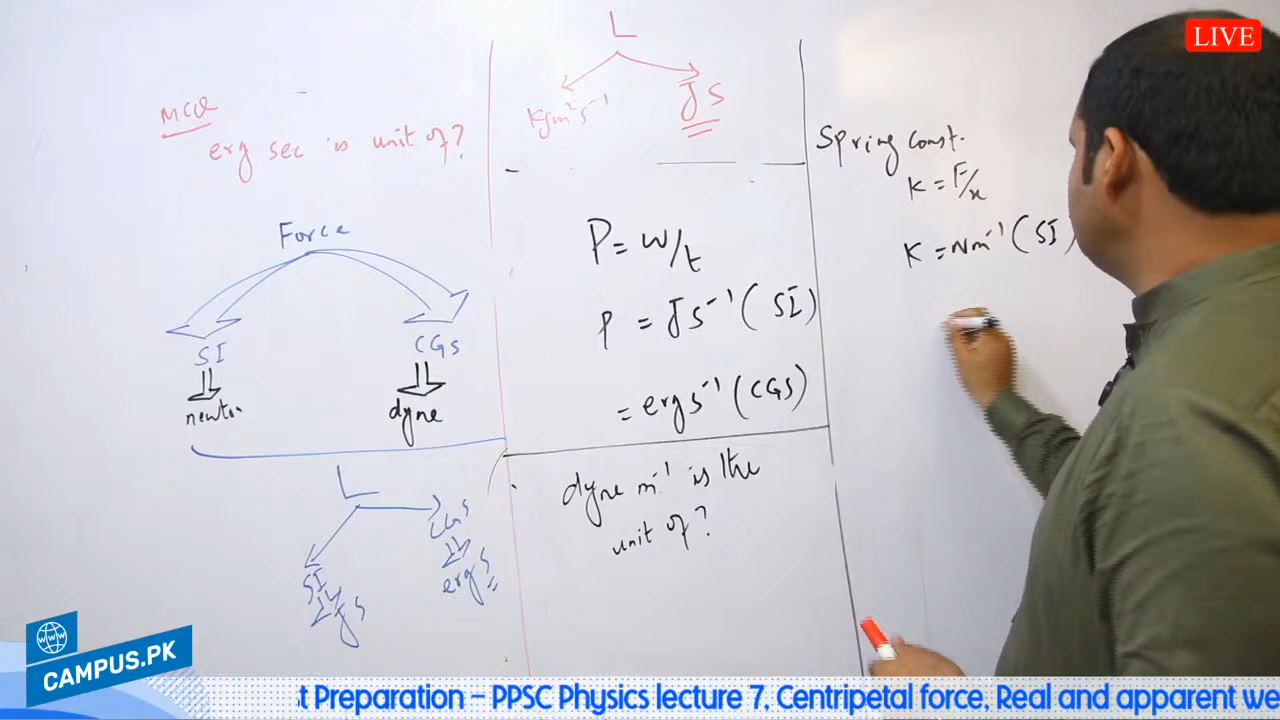 MCQ
erg sec is unit of?
Force
SI
CGS
newton
dyne
L
SI
CGS
Js
erg s
L
Kgm²s⁻¹
Js
P = W/t
P = Js⁻¹ (SI)
= erg s⁻¹ (CGS)
dyne m⁻¹ is the
unit of?
Spring const.
K = F/x
K = Nm⁻¹ (SI)
LIVE
WWW
CAMPUS.PK
t Preparation – PPSC Physics lecture 7, Centripetal force, Real and apparent we